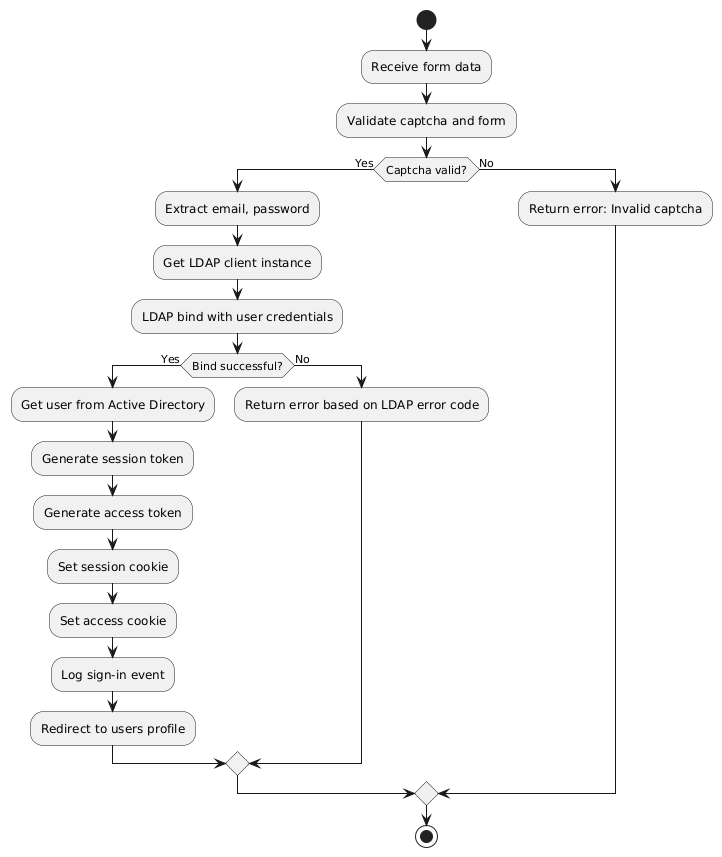 Receive form data
Validate captcha and form
Yes
Captcha valid?
No
Extract email, password
Return error: Invalid captcha
Get LDAP client instance
LDAP bind with user credentials
Yes
Bind successful?
No
Get user from Active Directory
Return error based on LDAP error code
Generate session token
Generate access token
Set session cookie
Set access cookie
Log sign-in event
Redirect to users profile